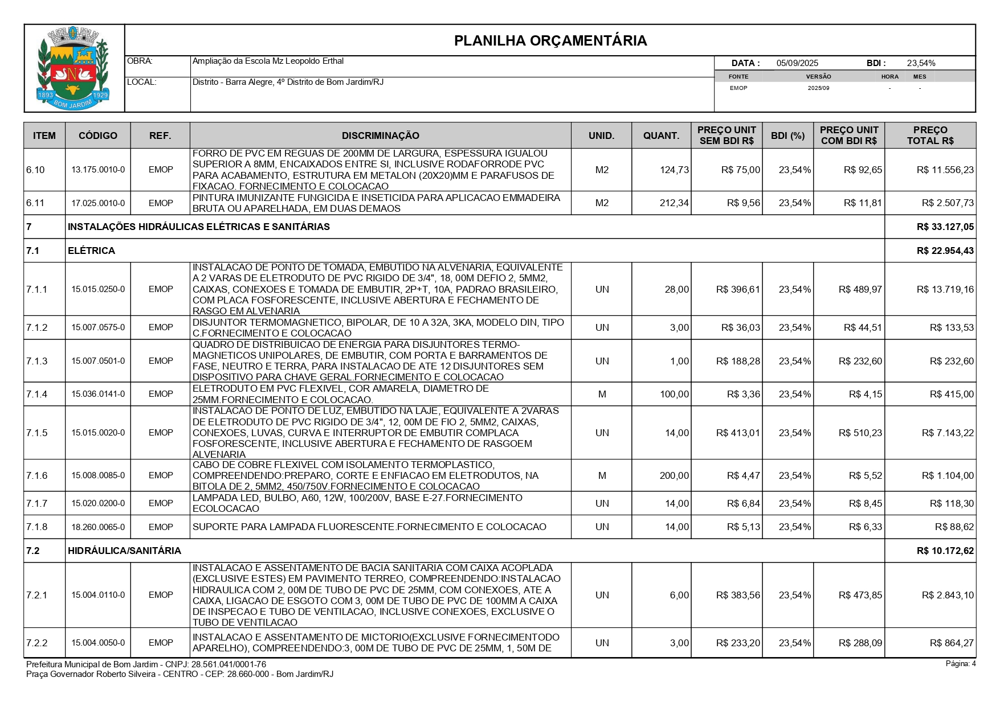 PLANILHA ORÇAMENTÁRIA
OBRA: Ampliação da Escola Mz Leopoldo Erthal
DATA : 05/09/2025 BDI : 23,54%
FONTE VERSÃO HORA MES
LOCAL: Distrito - Barra Alegre, 4º Distrito de Bom Jardim/RJ
EMOP 2025/09 - -
N
1893 1929
BOM JARDIM
ITEM CÓDIGO REF. DISCRIMINAÇÃO UNID. QUANT. PREÇO UNIT SEM BDI R$ BDI (%) PREÇO UNIT COM BDI R$ PREÇO TOTAL R$
FORRO DE PVC EM REGUAS DE 200MM DE LARGURA, ESPESSURA IGUALOU
SUPERIOR A 8MM, ENCAIXADOS ENTRE SI, INCLUSIVE RODAFORRODE PVC
6.10 13.175.0010-0 EMOP M2 124,73 R$ 75,00 23,54% R$ 92,65 R$ 11.556,23
PARA ACABAMENTO, ESTRUTURA EM METALON (20X20)MM E PARAFUSOS DE
FIXACAO. FORNECIMENTO E COLOCACAO
PINTURA IMUNIZANTE FUNGICIDA E INSETICIDA PARA APLICACAO EMMADEIRA
6.11 17.025.0010-0 EMOP M2 212,34 R$ 9,56 23,54% R$ 11,81 R$ 2.507,73
BRUTA OU APARELHADA, EM DUAS DEMAOS
7 INSTALAÇÕES HIDRÁULICAS ELÉTRICAS E SANITÁRIAS R$ 33.127,05
7.1 ELÉTRICA R$ 22.954,43
INSTALACAO DE PONTO DE TOMADA, EMBUTIDO NA ALVENARIA, EQUIVALENTE
A 2 VARAS DE ELETRODUTO DE PVC RIGIDO DE 3/4", 18, 00M DEFIO 2, 5MM2,
7.1.1 15.015.0250-0 EMOP CAIXAS, CONEXOES E TOMADA DE EMBUTIR, 2P+T, 10A, PADRAO BRASILEIRO, UN 28,00 R$ 396,61 23,54% R$ 489,97 R$ 13.719,16
COM PLACA FOSFORESCENTE, INCLUSIVE ABERTURA E FECHAMENTO DE
RASGO EM ALVENARIA
DISJUNTOR TERMOMAGNETICO, BIPOLAR, DE 10 A 32A, 3KA, MODELO DIN, TIPO
7.1.2 15.007.0575-0 EMOP UN 3,00 R$ 36,03 23,54% R$ 44,51 R$ 133,53
C.FORNECIMENTO E COLOCACAO
QUADRO DE DISTRIBUICAO DE ENERGIA PARA DISJUNTORES TERMO-
MAGNETICOS UNIPOLARES, DE EMBUTIR, COM PORTA E BARRAMENTOS DE
7.1.3 15.007.0501-0 EMOP UN 1,00 R$ 188,28 23,54% R$ 232,60 R$ 232,60
FASE, NEUTRO E TERRA, PARA INSTALACAO DE ATE 12 DISJUNTORES SEM
DISPOSITIVO PARA CHAVE GERAL.FORNECIMENTO E COLOCACAO
ELETRODUTO EM PVC FLEXIVEL, COR AMARELA, DIAMETRO DE
7.1.4 15.036.0141-0 EMOP M 100,00 R$ 3,36 23,54% R$ 4,15 R$ 415,00
25MM.FORNECIMENTO E COLOCACAO.
INSTALACAO DE PONTO DE LUZ, EMBUTIDO NA LAJE, EQUIVALENTE A 2VARAS
DE ELETRODUTO DE PVC RIGIDO DE 3/4", 12, 00M DE FIO 2, 5MM2, CAIXAS,
7.1.5 15.015.0020-0 EMOP CONEXOES, LUVAS, CURVA E INTERRUPTOR DE EMBUTIR COMPLACA UN 14,00 R$ 413,01 23,54% R$ 510,23 R$ 7.143,22
FOSFORESCENTE, INCLUSIVE ABERTURA E FECHAMENTO DE RASGOEM
ALVENARIA
CABO DE COBRE FLEXIVEL COM ISOLAMENTO TERMOPLASTICO,
7.1.6 15.008.0085-0 EMOP COMPREENDENDO:PREPARO, CORTE E ENFIACAO EM ELETRODUTOS, NA M 200,00 R$ 4,47 23,54% R$ 5,52 R$ 1.104,00
BITOLA DE 2, 5MM2, 450/750V.FORNECIMENTO E COLOCACAO
LAMPADA LED, BULBO, A60, 12W, 100/200V, BASE E-27.FORNECIMENTO
7.1.7 15.020.0200-0 EMOP UN 14,00 R$ 6,84 23,54% R$ 8,45 R$ 118,30
ECOLOCACAO
7.1.8 18.260.0065-0 EMOP SUPORTE PARA LAMPADA FLUORESCENTE.FORNECIMENTO E COLOCACAO UN 14,00 R$ 5,13 23,54% R$ 6,33 R$ 88,62
7.2 HIDRÁULICA/SANITÁRIA R$ 10.172,62
INSTALACAO E ASSENTAMENTO DE BACIA SANITARIA COM CAIXA ACOPLADA
(EXCLUSIVE ESTES) EM PAVIMENTO TERREO, COMPREENDENDO:INSTALACAO
HIDRAULICA COM 2, 00M DE TUBO DE PVC DE 25MM, COM CONEXOES, ATE A
7.2.1 15.004.0110-0 EMOP UN 6,00 R$ 383,56 23,54% R$ 473,85 R$ 2.843,10
CAIXA, LIGACAO DE ESGOTO COM 3, 00M DE TUBO DE PVC DE 100MM A CAIXA
DE INSPECAO E TUBO DE VENTILACAO, INCLUSIVE CONEXOES, EXCLUSIVE O
TUBO DE VENTILACAO
INSTALACAO E ASSENTAMENTO DE MICTORIO(EXCLUSIVE FORNECIMENTODO
7.2.2 15.004.0050-0 EMOP UN 3,00 R$ 233,20 23,54% R$ 288,09 R$ 864,27
APARELHO), COMPREENDENDO:3, 00M DE TUBO DE PVC DE 25MM, 1, 50M DE
Prefeitura Municipal de Bom Jardim - CNPJ: 28.561.041/0001-76 Página: 4
Praça Governador Roberto Silveira - CENTRO - CEP: 28.660-000 - Bom Jardim/RJ